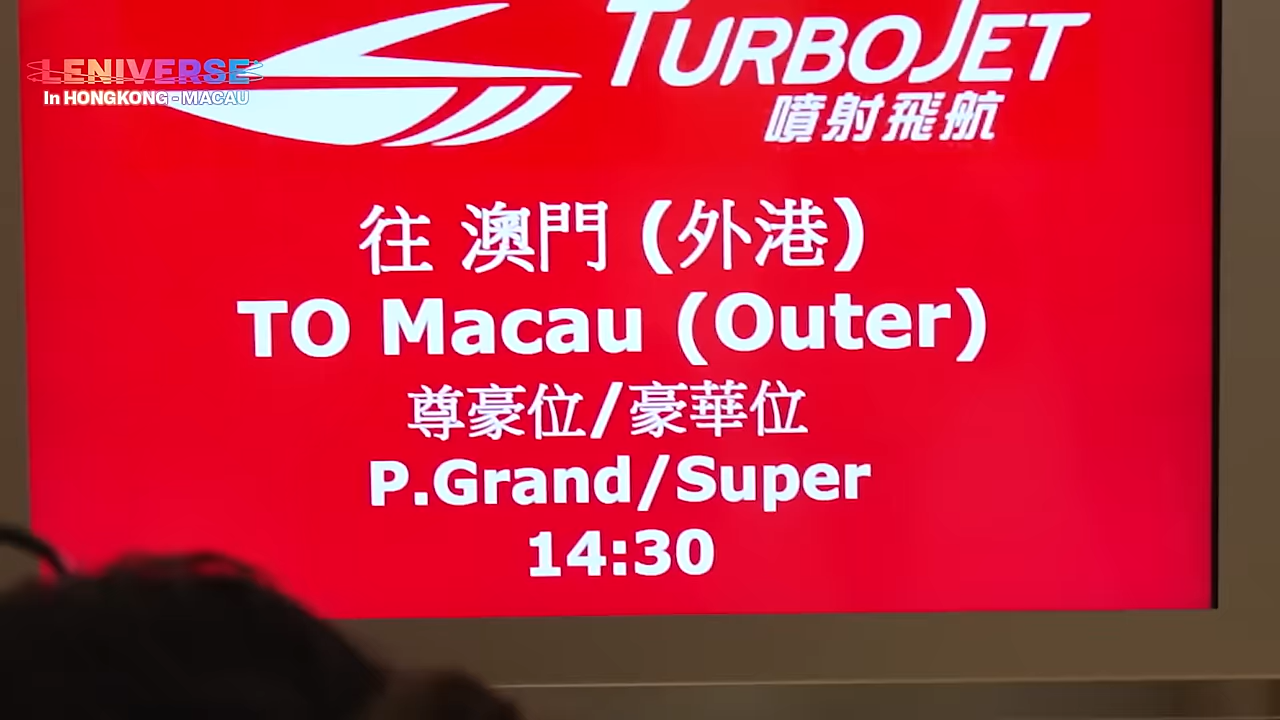 LENIVERSE
In HONGKONG - MACAU
TURBOJET
噴射飛航
往 澳門 (外港)
TO Macau (Outer)
尊豪位/豪華位
P.Grand/Super
14:30